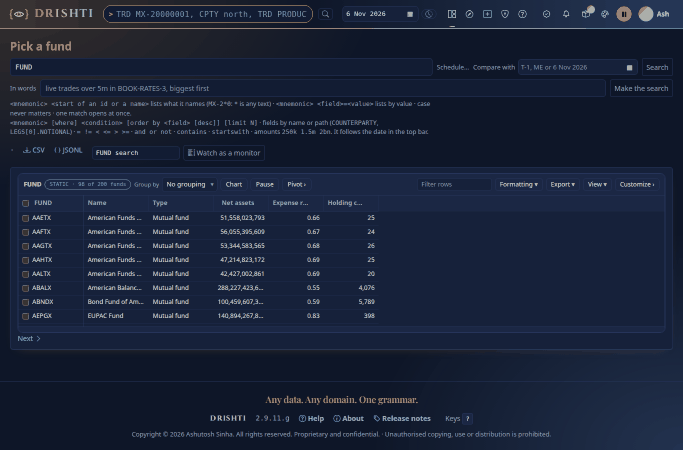 DRISHTI
> TRD MX-20000001, CPTY north, TRD PRODUC
6 Nov 2026
Ash
Pick a fund
FUND
Schedule...
Compare with
T-1, ME or 6 Nov 2026
Search
In words
live trades over 5m in BOOK-RATES-3, biggest first
Make the search
<mnemonic> <start of an id or a name> lists what it names (MX-2*0: * is any text) · <mnemonic> <field>=<value> lists by value · case
never matters · one match opens at once.
<mnemonic> [where] <condition> [order by <field> [desc]] [limit N] · fields by name or path (COUNTERPARTY,
LEGS[0].NOTIONAL) · = != < <= > >= · and or not · contains · startswith · amounts 250k 1.5m 2bn. It follows the date in the top bar.
CSV
JSONL
FUND search
Watch as a monitor
FUND
STATIC · 98 of 200 funds
Group by
No grouping
Chart
Pause
Pivot ›
Filter rows
Formatting ▾
Export ▾
View ▾
Customize ›
FUND Name Type Net assets Expense r... Holding c...
AAETX American Funds ... Mutual fund 51,558,023,793 0.66 25
AAFTX American Funds ... Mutual fund 56,055,395,609 0.67 24
AAGTX American Funds ... Mutual fund 53,344,583,565 0.68 26
AAHTX American Funds ... Mutual fund 47,214,823,172 0.69 25
AALTX American Funds ... Mutual fund 42,427,002,861 0.69 20
ABALX American Balanc... Mutual fund 288,227,423,6... 0.55 4,076
ABNDX Bond Fund of Am... Mutual fund 100,459,607,3... 0.59 5,789
AEPGX EUPAC Fund Mutual fund 140,894,267,8... 0.83 398
Next
Any data. Any domain. One grammar.
DRISHTI 2.9.11.g Help About Release notes Keys ?
Copyright © 2026 Ashutosh Sinha. All rights reserved. Proprietary and confidential. · Unauthorised copying, use or distribution is prohibited.